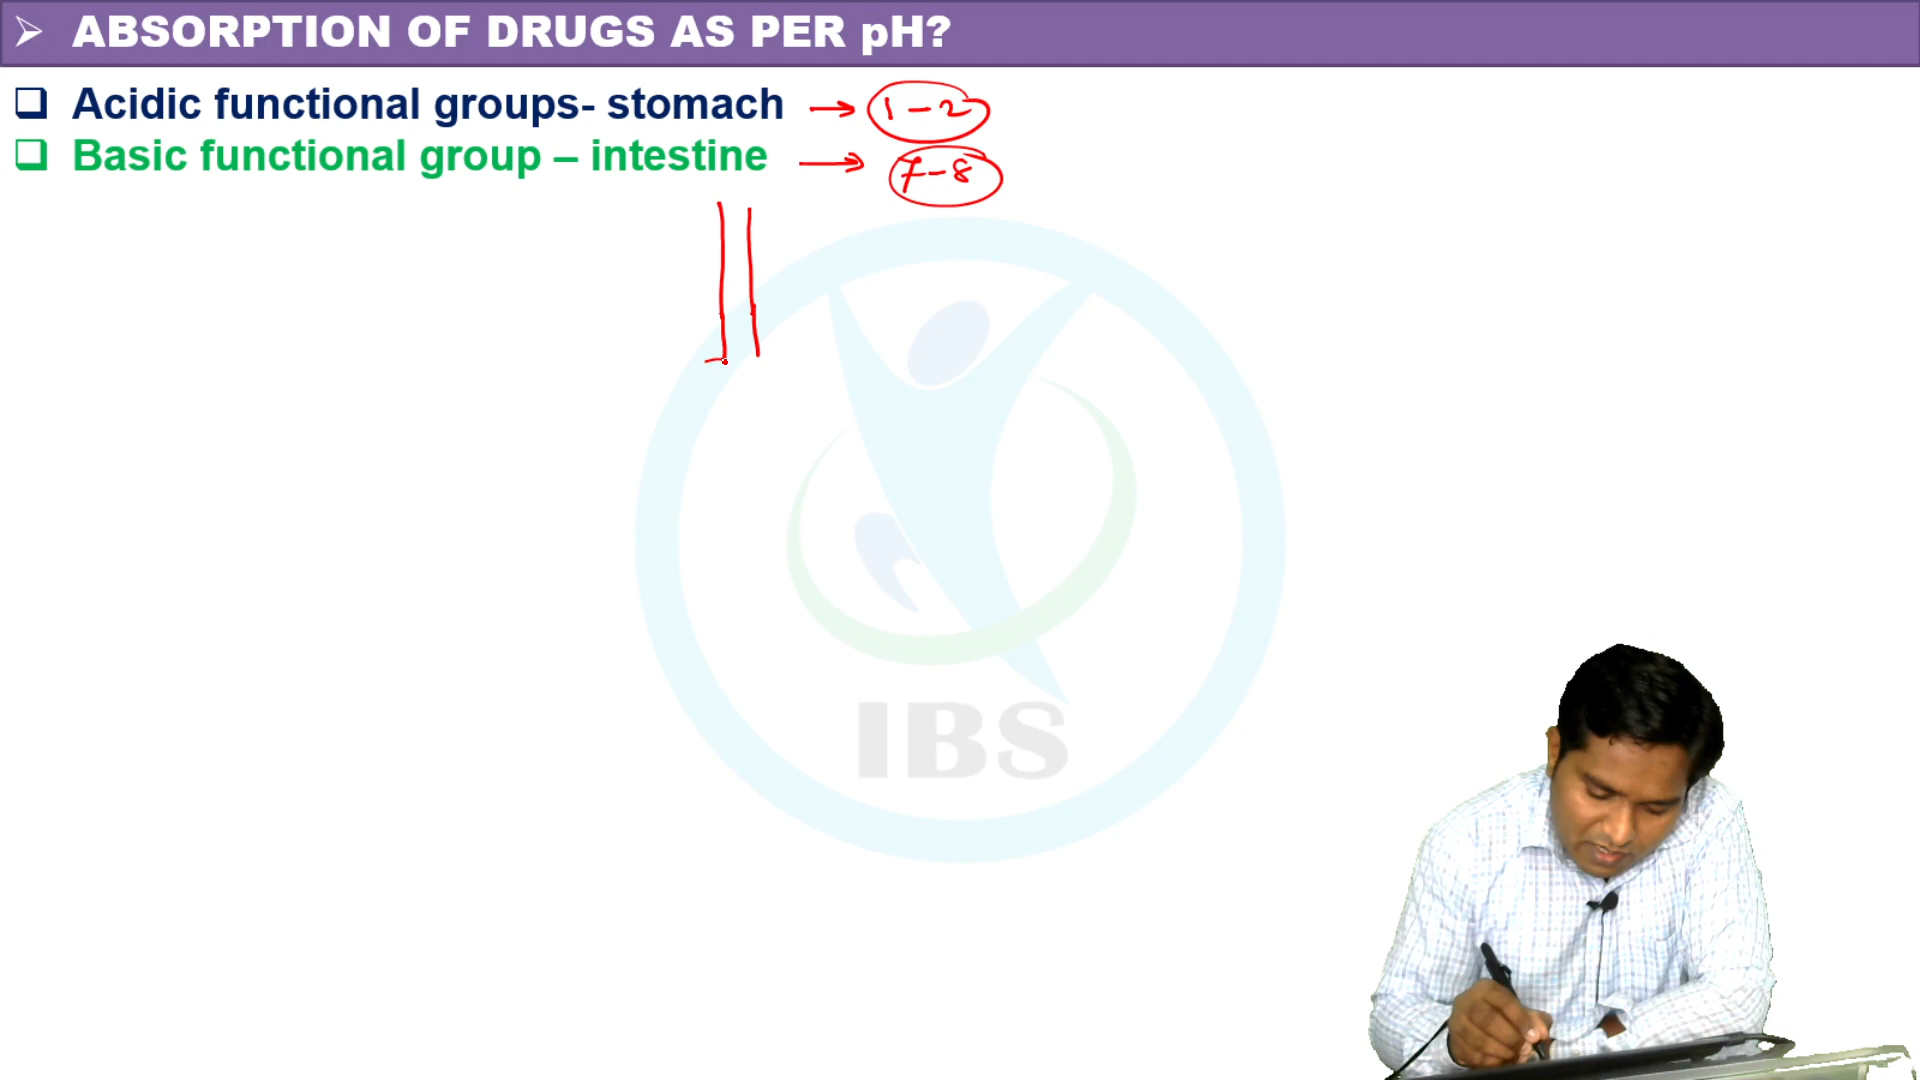 ABSORPTION OF DRUGS AS PER pH?
Acidic functional groups- stomach → 1-2
Basic functional group – intestine → 7-8
IBS